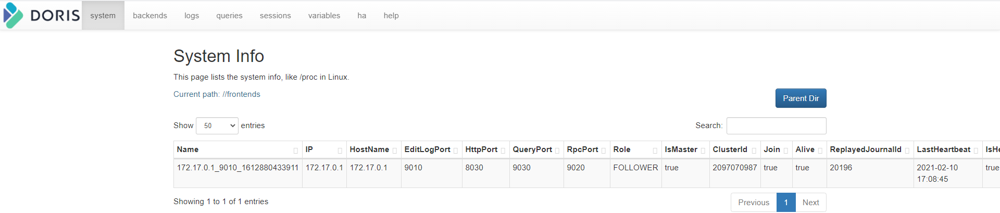 DORIS system backends logs queries sessions variables ha help
System Info
This page lists the system info, like /proc in Linux.
Current path: //frontends
Parent Dir
Show 50 entries Search:
Name IP HostName EditLogPort HttpPort QueryPort RpcPort Role IsMaster ClusterId Join Alive ReplayedJournalId LastHeartbeat IsHe
172.17.0.1_9010_1612880433911 172.17.0.1 172.17.0.1 9010 8030 9030 9020 FOLLOWER true 2097070987 true true 20196 2021-02-10 true
17:08:45
Showing 1 to 1 of 1 entries Previous 1 Next